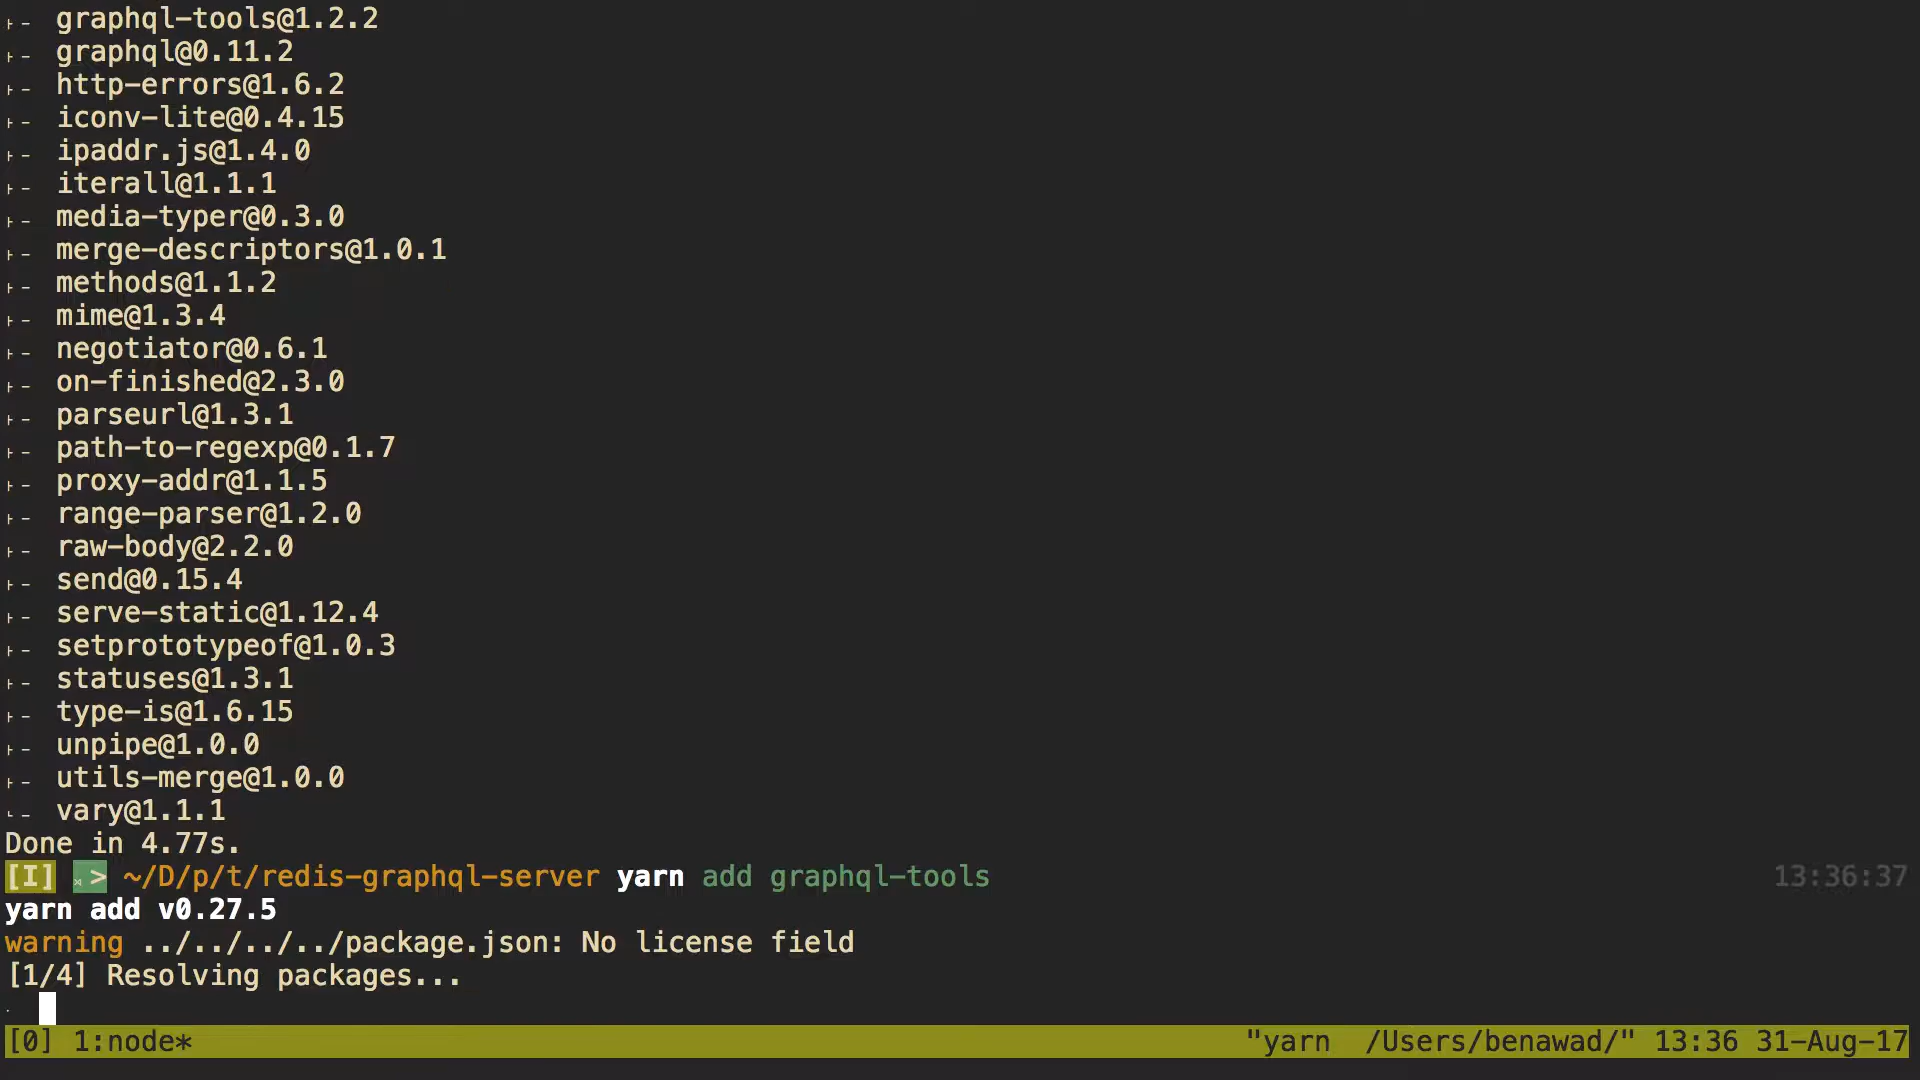 ├─ graphql-tools@1.2.2
├─ graphql@0.11.2
├─ http-errors@1.6.2
├─ iconv-lite@0.4.15
├─ ipaddr.js@1.4.0
├─ iterall@1.1.1
├─ media-typer@0.3.0
├─ merge-descriptors@1.0.1
├─ methods@1.1.2
├─ mime@1.3.4
├─ negotiator@0.6.1
├─ on-finished@2.3.0
├─ parseurl@1.3.1
├─ path-to-regexp@0.1.7
├─ proxy-addr@1.1.5
├─ range-parser@1.2.0
├─ raw-body@2.2.0
├─ send@0.15.4
├─ serve-static@1.12.4
├─ setprototypeof@1.0.3
├─ statuses@1.3.1
├─ type-is@1.6.15
├─ unpipe@1.0.0
├─ utils-merge@1.0.0
└─ vary@1.1.1
Done in 4.77s.
[I] > ~/D/p/t/redis-graphql-server yarn add graphql-tools 13:36:37
yarn add v0.27.5
warning ../../../../package.json: No license field
[1/4] Resolving packages...
[0] 1:node* "yarn  /Users/benawad/" 13:36 31-Aug-17